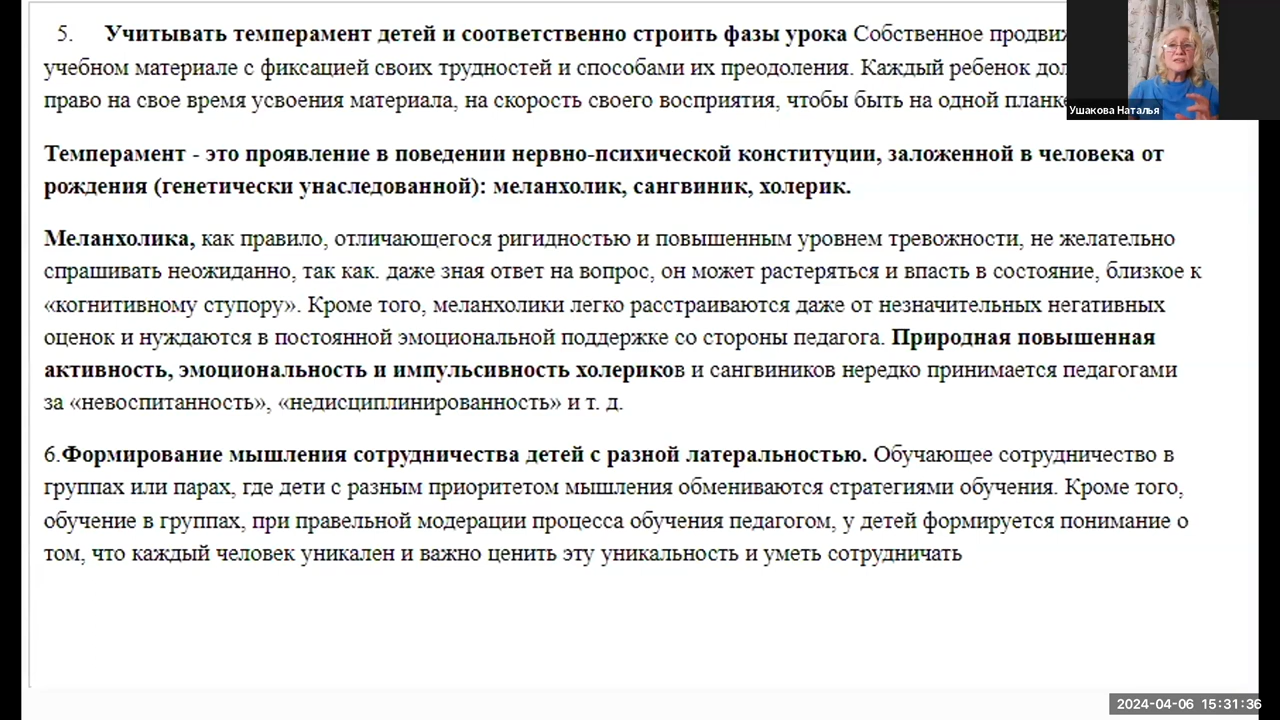 5. Учитывать темперамент детей и соответственно строить фазы урока Собственное
учебном материале с фиксацией своих трудностей и способами их преодоления. Каждый ребенок
право на свое время усвоения материала, на скорость своего восприятия, чтобы быть на одной
Темперамент - это проявление в поведении нервно-психической конституции, заложенной в человека от
рождения (генетически унаследованной): меланхолик, сангвиник, холерик.
Меланхолика, как правило, отличающегося ригидностью и повышенным уровнем тревожности, не желательно
спрашивать неожиданно, так как. даже зная ответ на вопрос, он может растеряться и впасть в состояние, близкое к
«когнитивному ступору». Кроме того, меланхолики легко расстраиваются даже от незначительных негативных
оценок и нуждаются в постоянной эмоциональной поддержке со стороны педагога. Природная повышенная
активность, эмоциональность и импульсивность холериков и сангвиников нередко принимается педагогами
за «невоспитанность», «недисциплинированность» и т. д.
6.Формирование мышления сотрудничества детей с разной латеральностью. Обучающее сотрудничество в
группах или парах, где дети с разным приоритетом мышления обмениваются стратегиями обучения. Кроме того,
обучение в группах, при правельной модерации процесса обучения педагогом, у детей формируется понимание о
том, что каждый человек уникален и важно ценить эту уникальность и уметь сотрудничать
Ушакова Наталья
2024-04-06 15:31:36